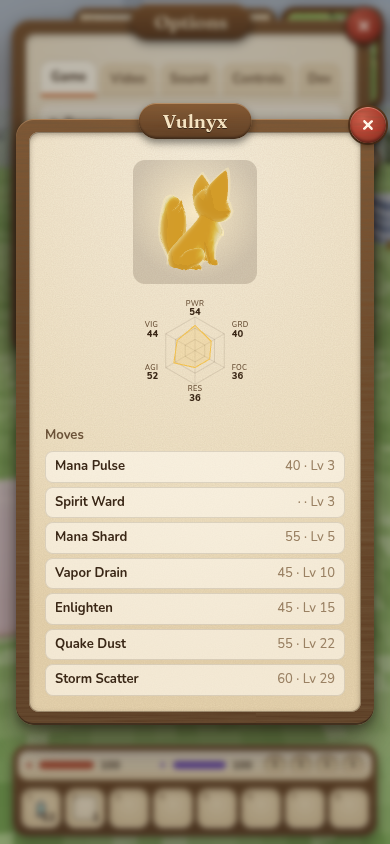 Options
Game Video Sound Controls Dev
Vulnyx
PWR
54
VIG
44
GRD
40
AGI
52
FOC
36
RES
36
Moves
Mana Pulse 40 · Lv 3
Spirit Ward · · Lv 3
Mana Shard 55 · Lv 5
Vapor Drain 45 · Lv 10
Enlighten 45 · Lv 15
Quake Dust 55 · Lv 22
Storm Scatter 60 · Lv 29